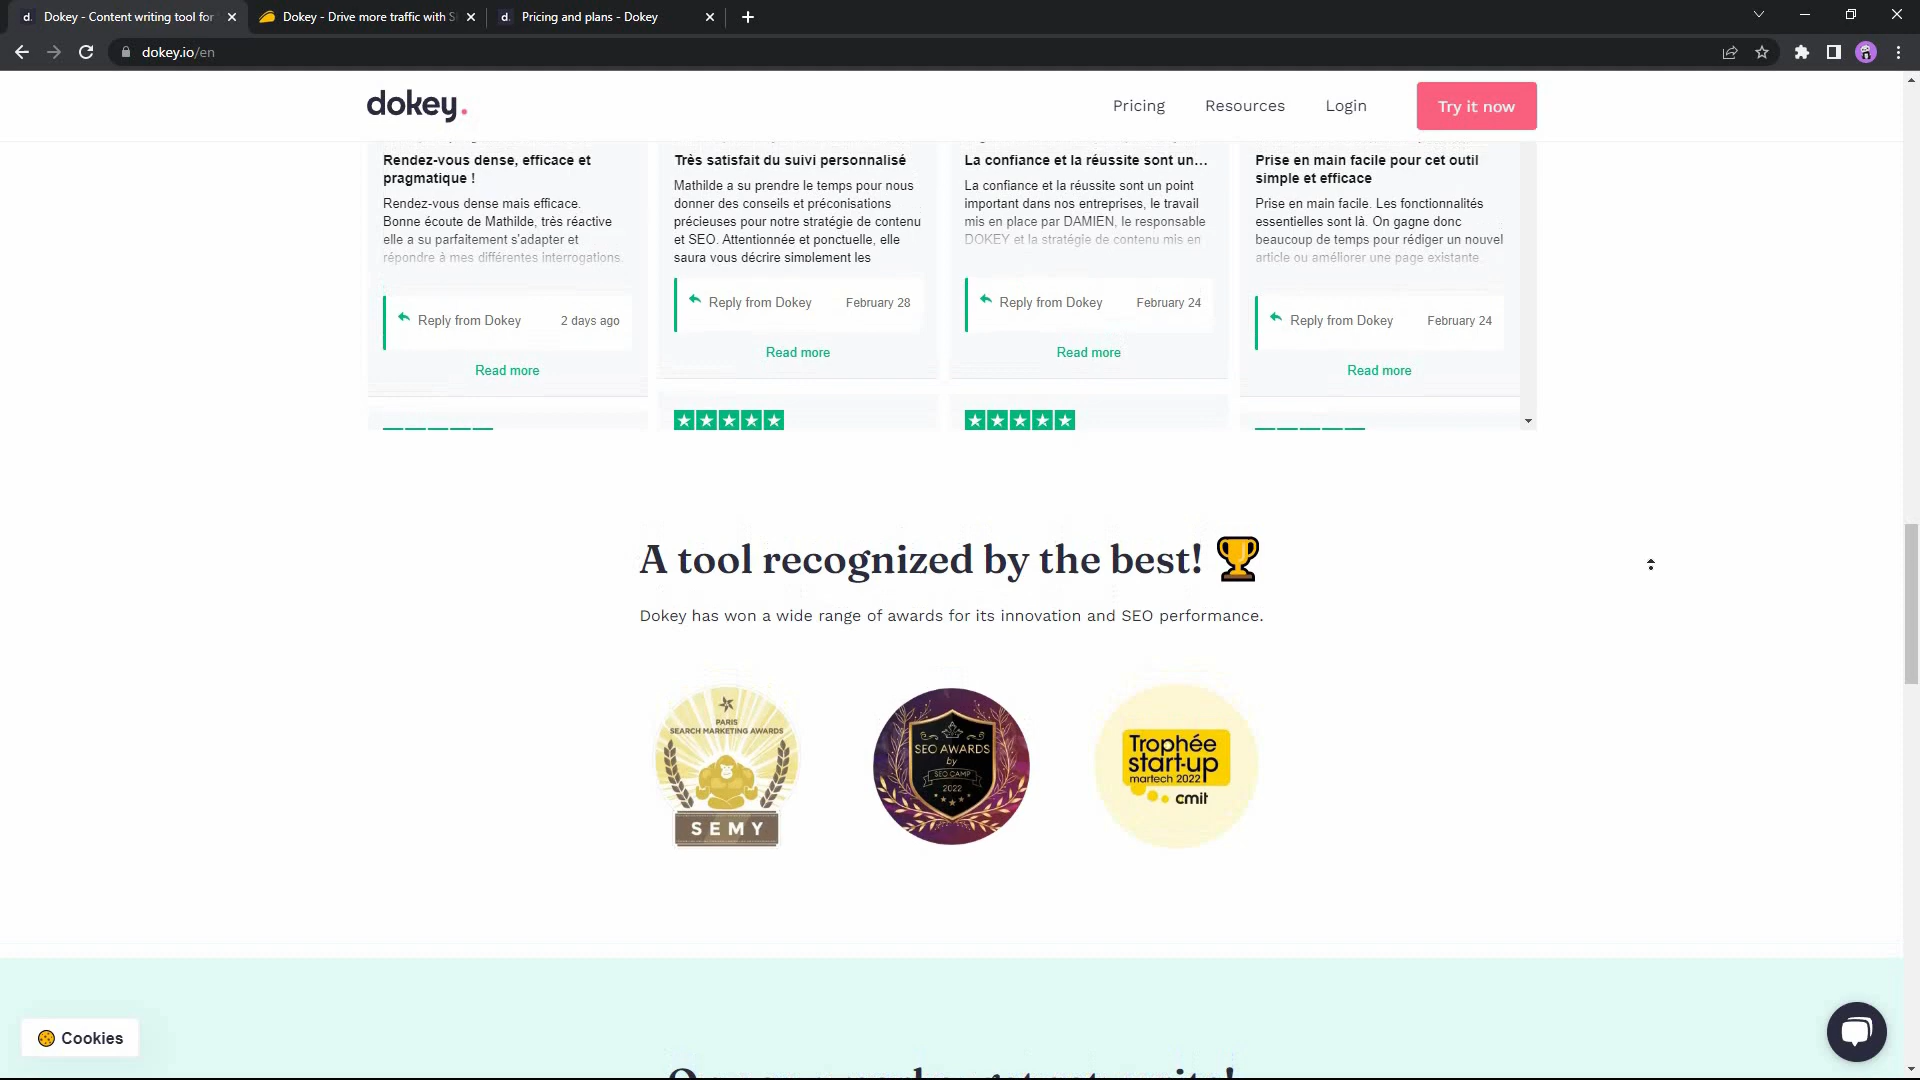 Dokey - Content writing tool for
Dokey - Drive more traffic with S
Pricing and plans - Dokey
dokey.io/en
dokey.
Pricing
Resources
Login
Try it now
Rendez-vous dense, efficace et
pragmatique !
Rendez-vous dense mais efficace.
Bonne écoute de Mathilde, très réactive
elle a su parfaitement s'adapter et
répondre à mes différentes interrogations.
Reply from Dokey
2 days ago
Read more
Très satisfait du suivi personnalisé
Mathilde a su prendre le temps pour nous
donner des conseils et préconisations
précieuses pour notre stratégie de contenu
et SEO. Attentionnée et ponctuelle, elle
saura vous décrire simplement les
Reply from Dokey
February 28
Read more
La confiance et la réussite sont un...
La confiance et la réussite sont un point
important dans nos entreprises, le travail
mis en place par DAMIEN, le responsable
DOKEY et la stratégie de contenu mis en
Reply from Dokey
February 24
Read more
Prise en main facile pour cet outil
simple et efficace
Prise en main facile. Les fonctionnalités
essentielles sont là. On gagne donc
beaucoup de temps pour rédiger un nouvel
article ou améliorer une page existante
Reply from Dokey
February 24
Read more
A tool recognized by the best! 🏆
Dokey has won a wide range of awards for its innovation and SEO performance.
PARIS
SEARCH MARKETING AWARDS
SEMY
SEO AWARDS
by
SEO CAMP
2022
Trophée
start-up
martech 2022
cmit
Cookies